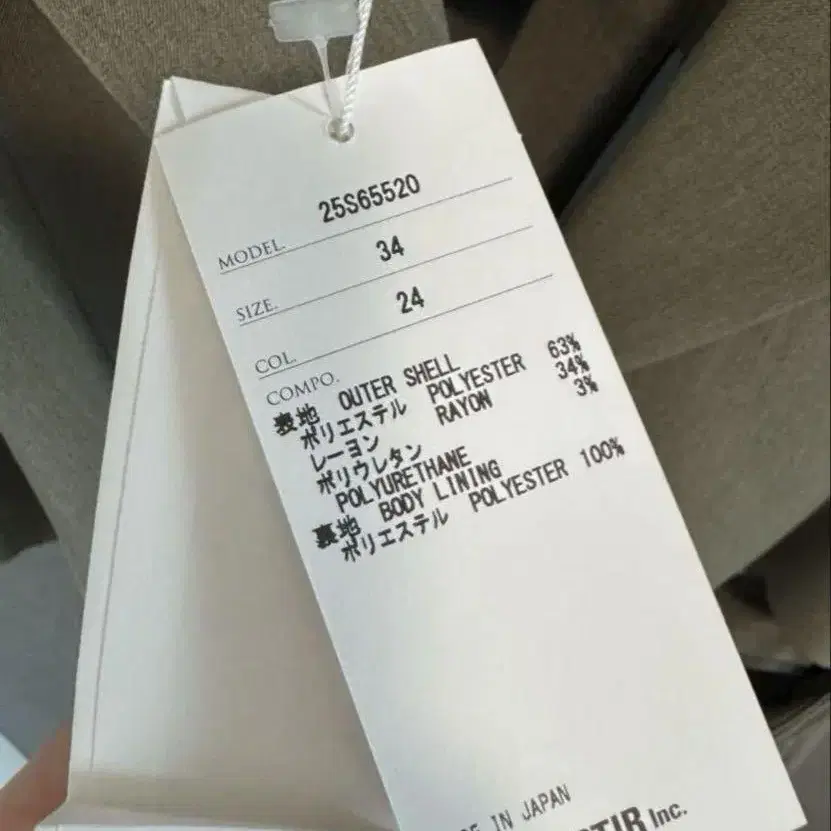 25S65520
MODEL.
34
SIZE.
24
COL.
COMPO.
表地 OUTER SHELL
ポリエステル POLYESTER 63%
レーヨン RAYON 34%
ポリウレタン 3%
POLYURETHANE
裏地 BODY LINING
ポリエステル POLYESTER 100%
IN JAPAN
Inc.